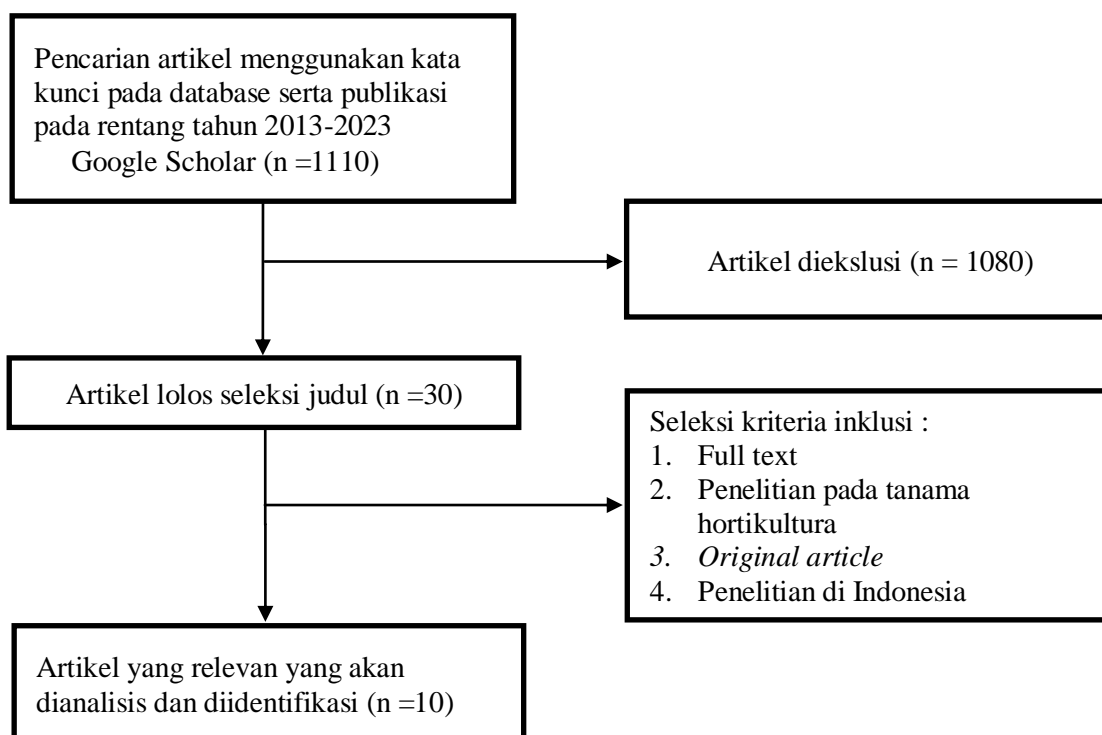 Pencarian artikel menggunakan kata
kunci pada database serta publikasi
pada rentang tahun 2013-2023
Google Scholar (n =1110)
Artikel diekslusi (n = 1080)
Artikel lolos seleksi judul (n =30)
Seleksi kriteria inklusi :
1. Full text
2. Penelitian pada tanama
hortikultura
3. Original article
4. Penelitian di Indonesia
Artikel yang relevan yang akan
dianalisis dan diidentifikasi (n =10)